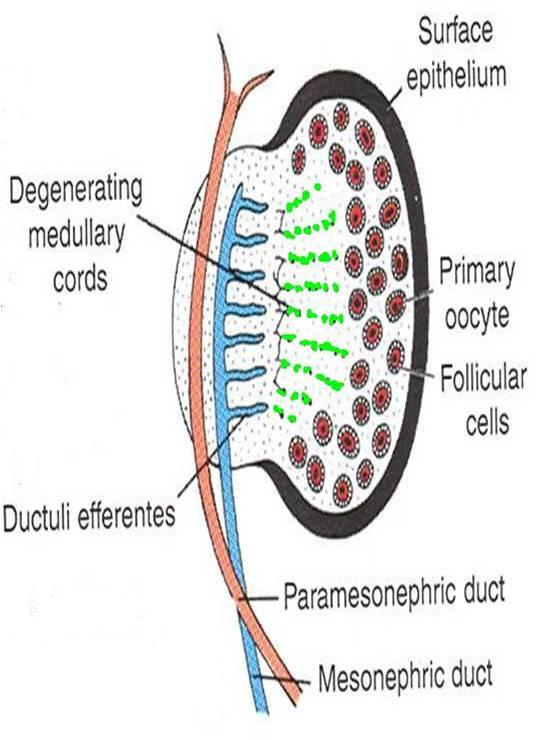 Surface
epithelium
Degenerating
medullary
cords
Primary
oocyte
Follicular
cells
Ductuli efferentes
Paramesonephric duct
Mesonephric duct